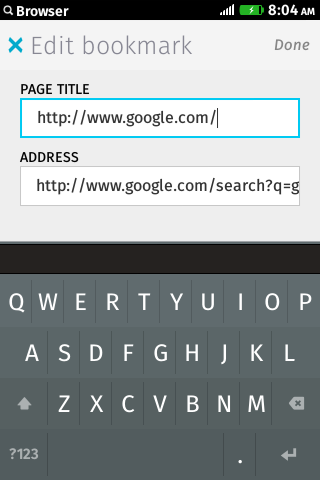 Browser 8:04 AM
Edit bookmark Done
PAGE TITLE
http://www.google.com/
ADDRESS
http://www.google.com/search?q=g
Q W E R T Y U I O P
A S D F G H J K L
Z X C V B N M
?123 .